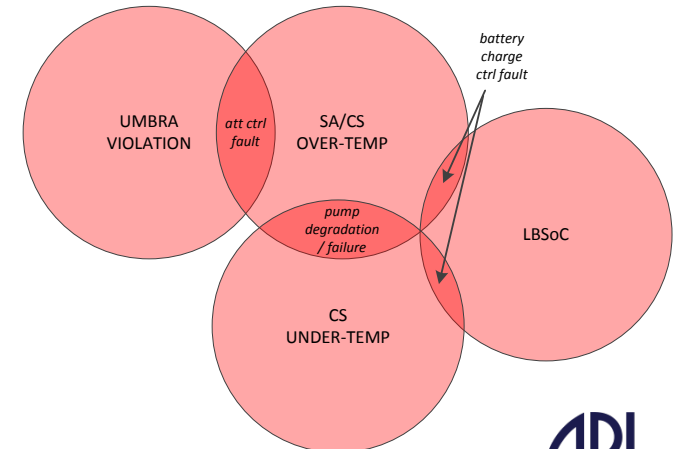 battery
charge
ctrl fault
UMBRA
VIOLATION
att ctrl
fault
SA/CS
OVER-TEMP
pump
degradation
/ failure
LBSoC
CS
UNDER-TEMP
APL